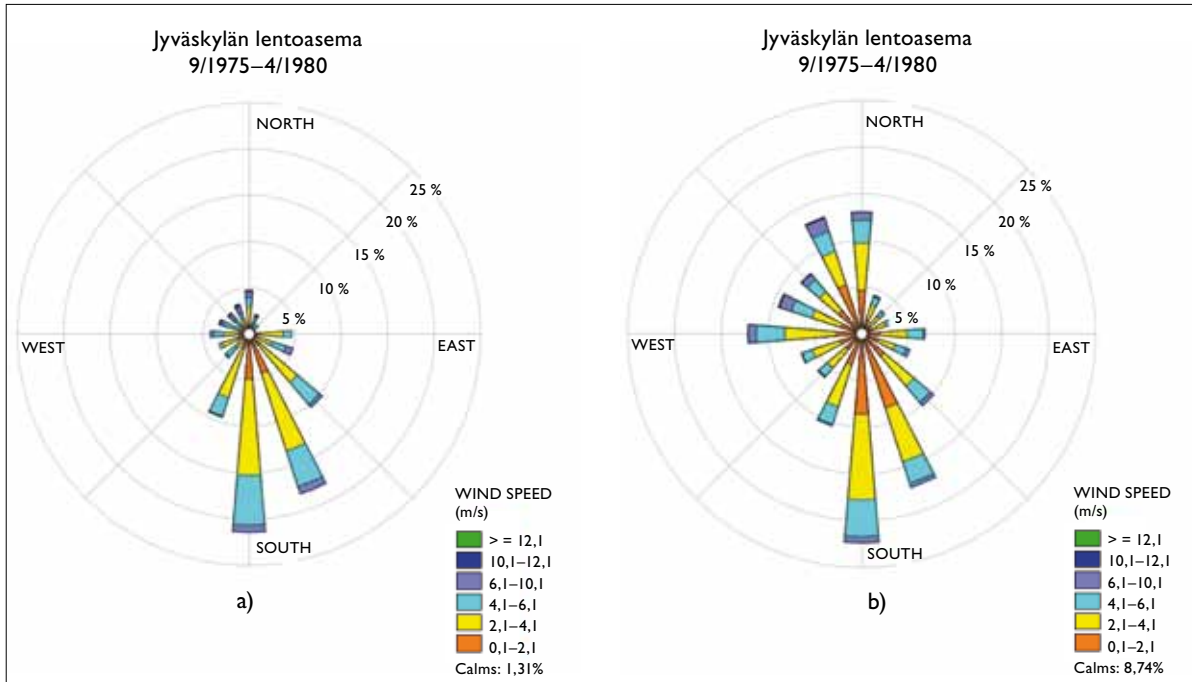 Jyväskylän lentoasema
9/1975–4/1980
NORTH
25 %
20 %
15 %
10 %
5 %
WEST
EAST
SOUTH
WIND SPEED
(m/s)
> = 12,1
10,1–12,1
6,1–10,1
4,1–6,1
2,1–4,1
0,1–2,1
Calms: 1,31%
a)
Jyväskylän lentoasema
9/1975–4/1980
NORTH
25 %
20 %
15 %
10 %
5 %
WEST
EAST
SOUTH
WIND SPEED
(m/s)
> = 12,1
10,1–12,1
6,1–10,1
4,1–6,1
2,1–4,1
0,1–2,1
Calms: 8,74%
b)